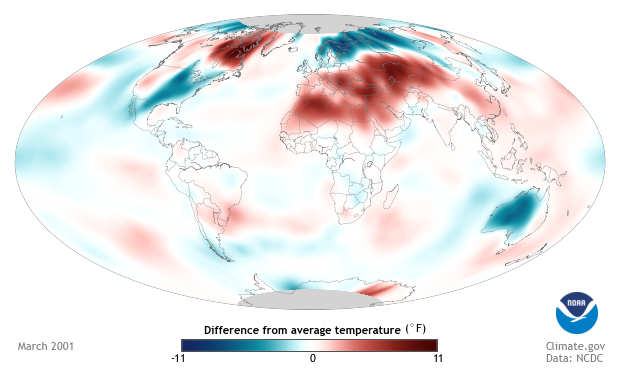 NOAA
Difference from average temperature (°F)
-11 0 11
March 2001
Climate.gov
Data: NCDC